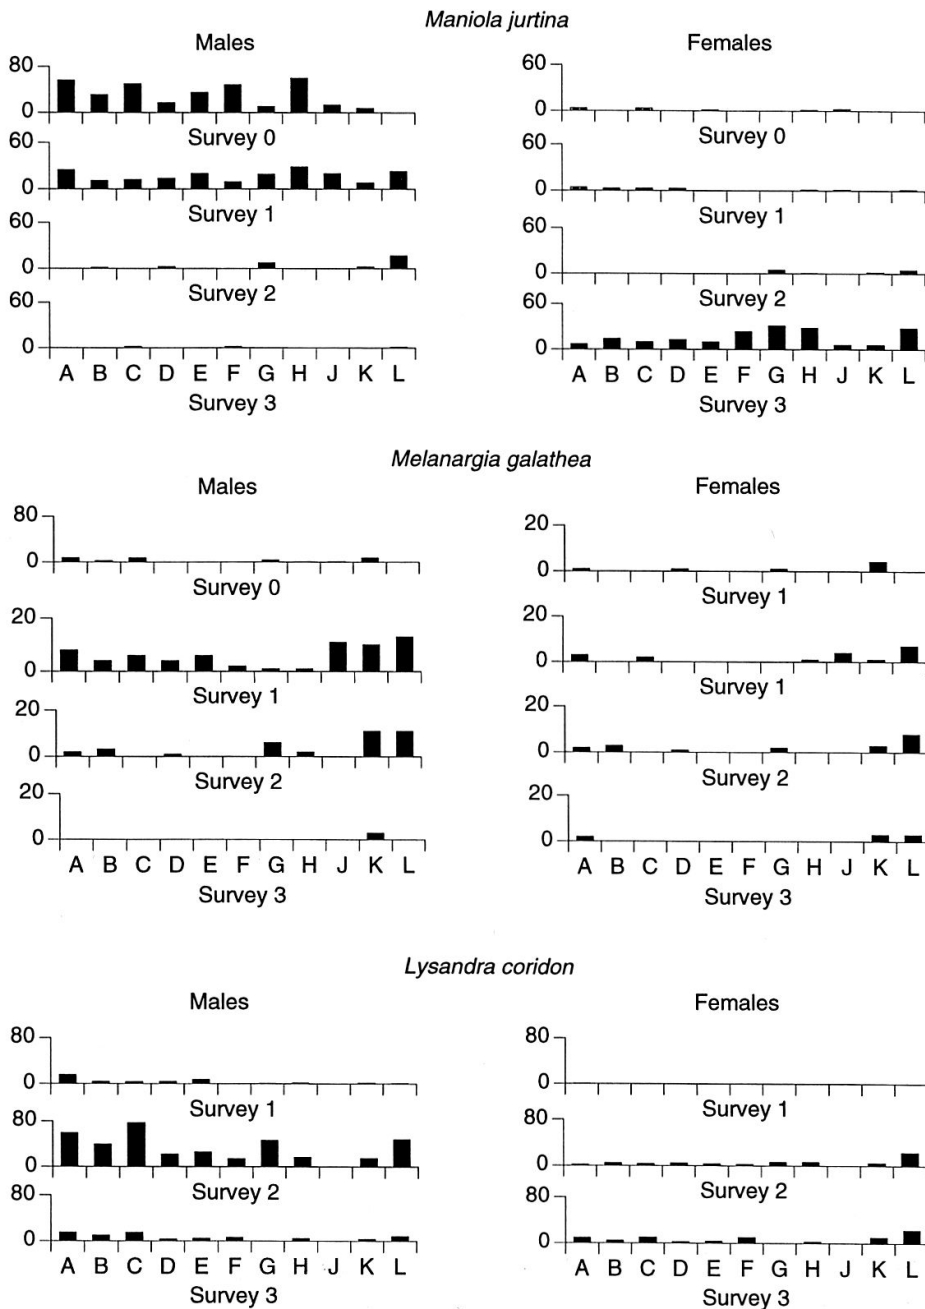 Maniola jurtina
Males
80
0
Survey 0
60
0
Survey 1
60
0
Survey 2
60
0
A B C D E F G H J K L
Survey 3
Females
60
0
Survey 0
60
0
Survey 1
60
0
Survey 2
60
0
A B C D E F G H J K L
Survey 3
Melanargia galathea
Males
80
0
Survey 0
20
0
Survey 1
20
0
Survey 2
20
0
A B C D E F G H J K L
Survey 3
Females
20
0
Survey 1
20
0
Survey 1
20
0
Survey 2
20
0
A B C D E F G H J K L
Survey 3
Lysandra coridon
Males
80
0
Survey 1
80
0
Survey 2
80
0
A B C D E F G H J K L
Survey 3
Females
80
0
Survey 1
80
0
Survey 2
80
0
A B C D E F G H J K L
Survey 3